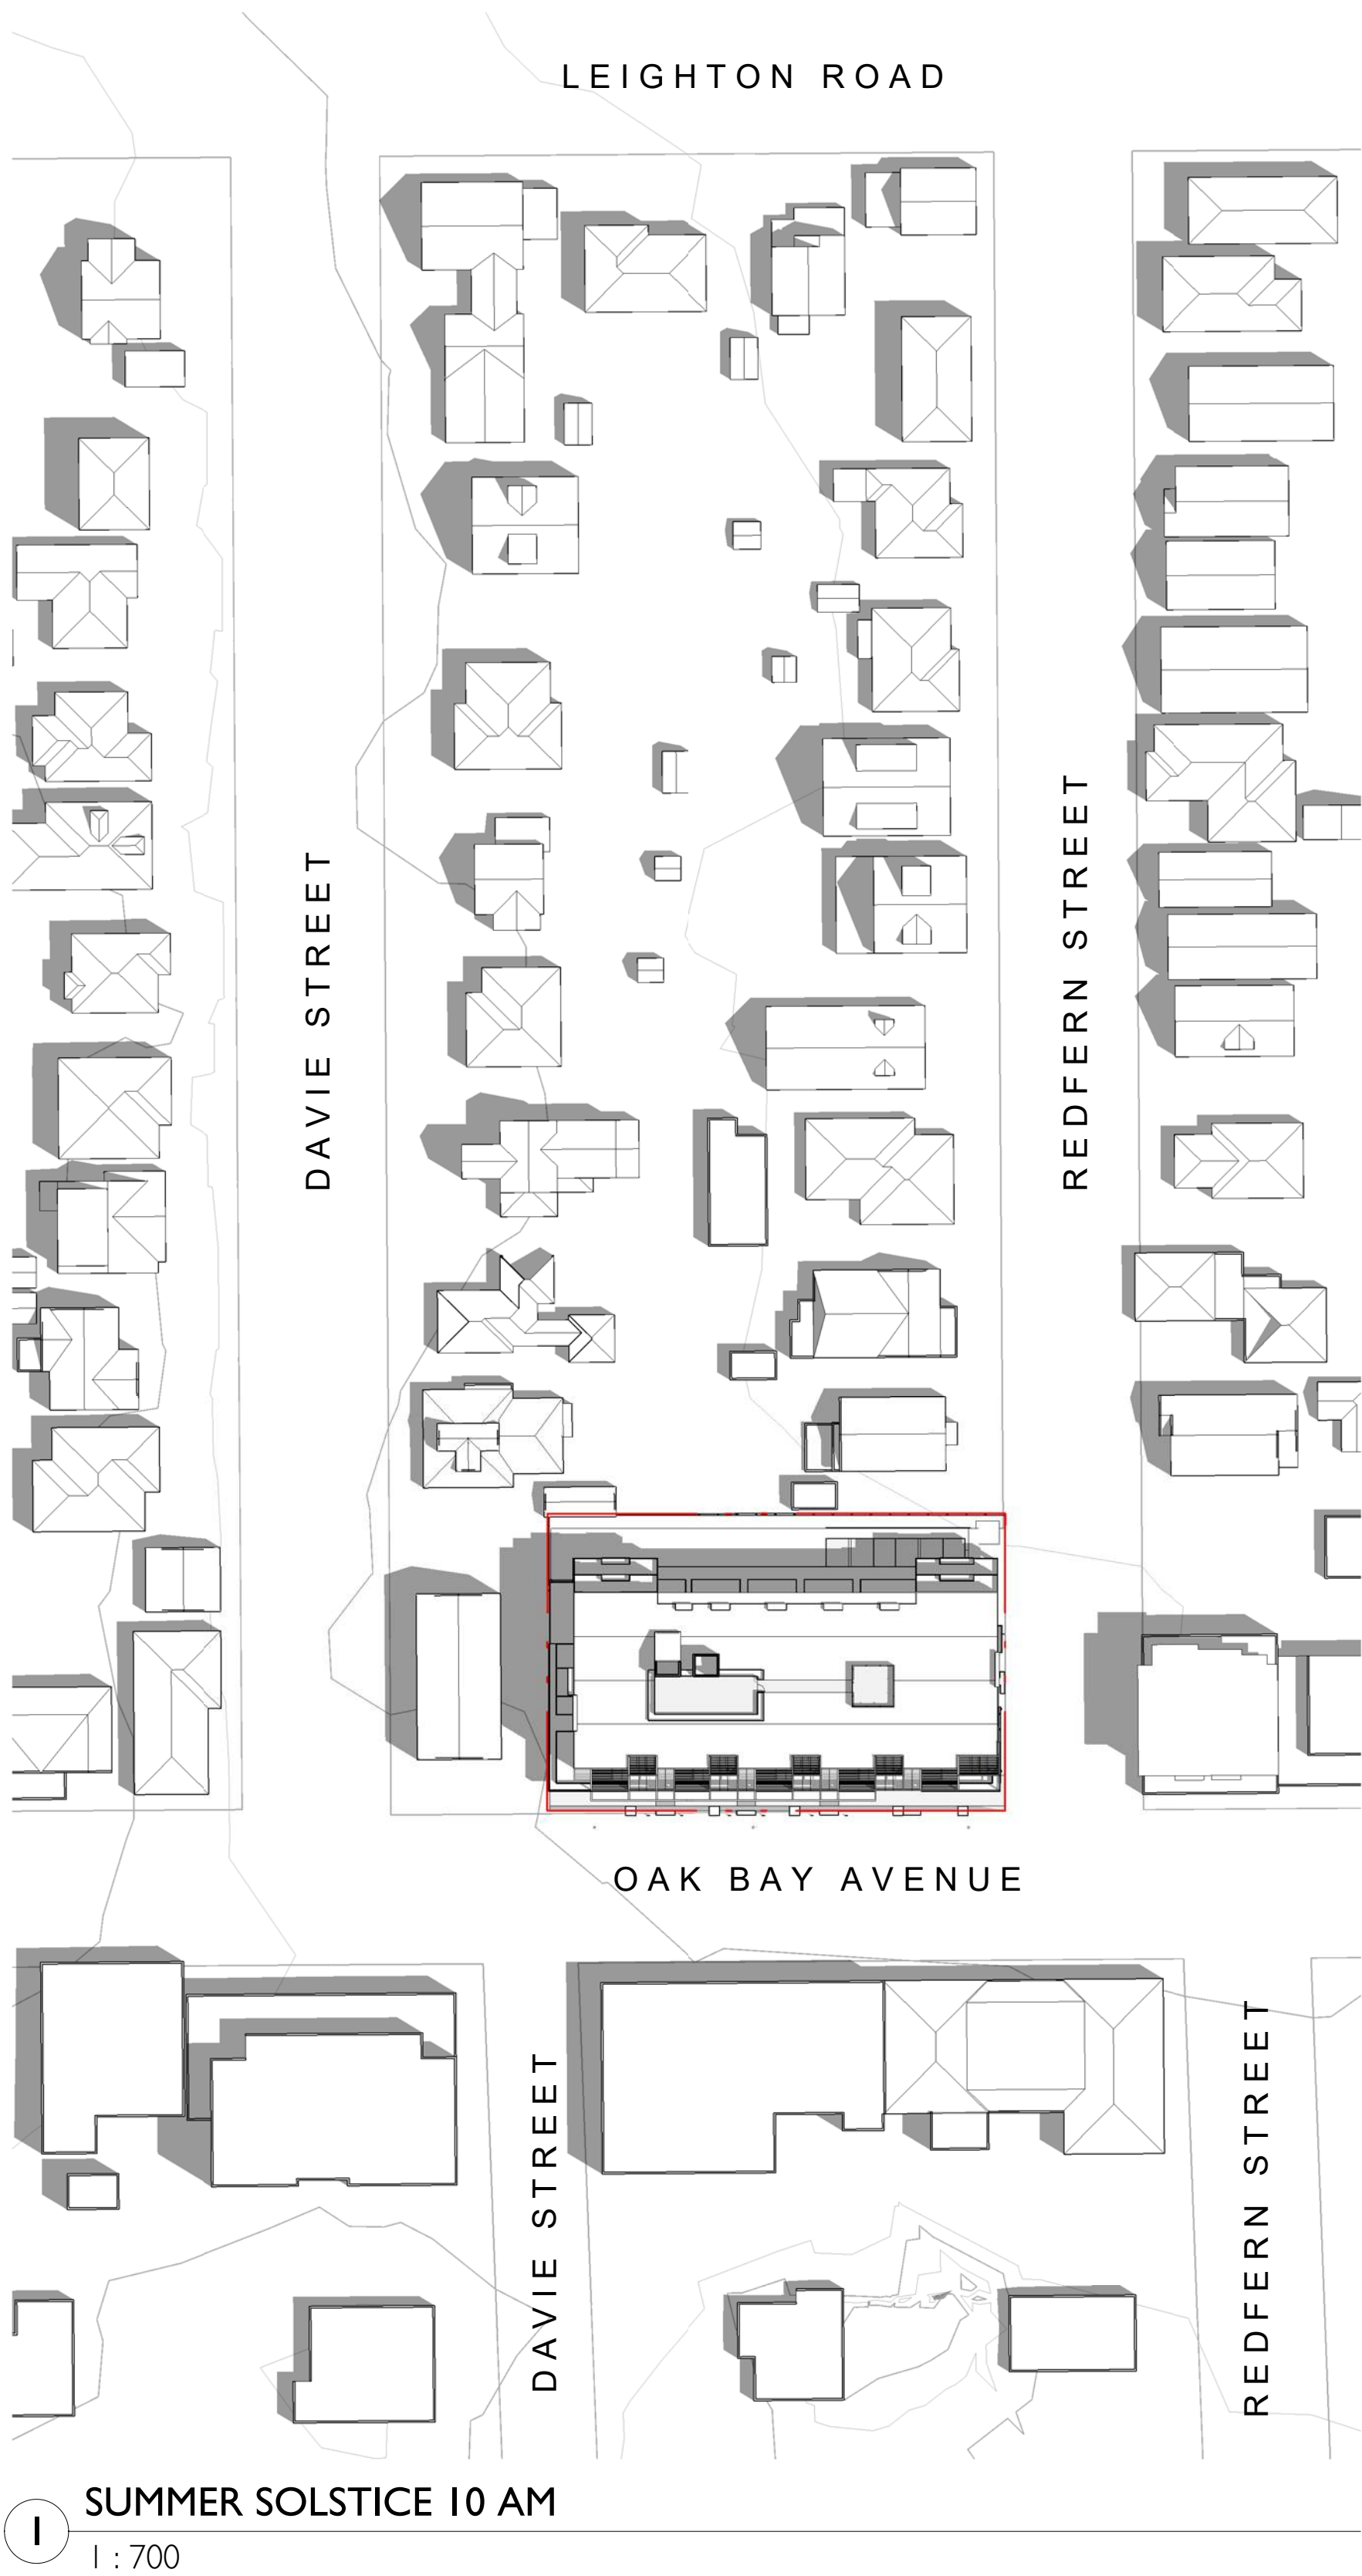 LEIGHTON ROAD
DAVIE STREET
REDFERN STREET
OAK BAY AVENUE
DAVIE STREET
REDFERN STREET
1
SUMMER SOLSTICE 10 AM
1 : 700